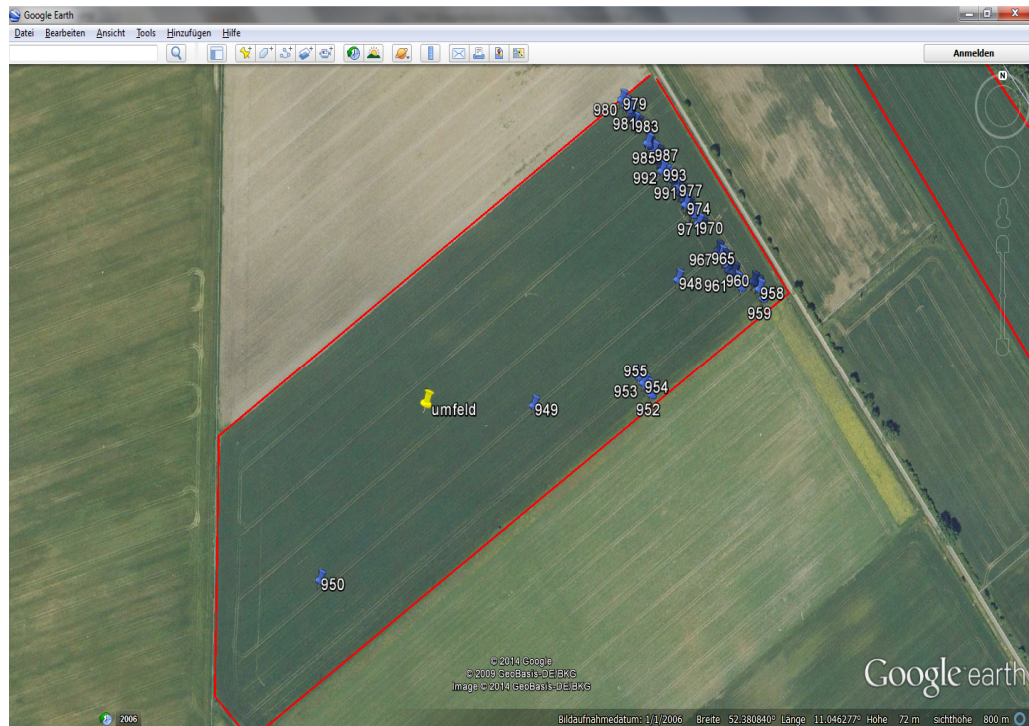 Google Earth
Datei Bearbeiten Ansicht Tools Hinzufügen Hilfe
Anmelden
N
980 979
981 983
985 987
992 993
991 977
974
971 970
967 965
948 961 960
958
959
955
953 954
952
umfeld
949
950
© 2014 Google
© 2009 GeoBasis-DE/BKG
Image © 2014 GeoBasis-DE/BKG
Google earth
2006
Bildaufnahmedatum: 1/1/2006 Breite 52.380840° Länge 11.046277° Höhe 72 m sichthöhe 800 m